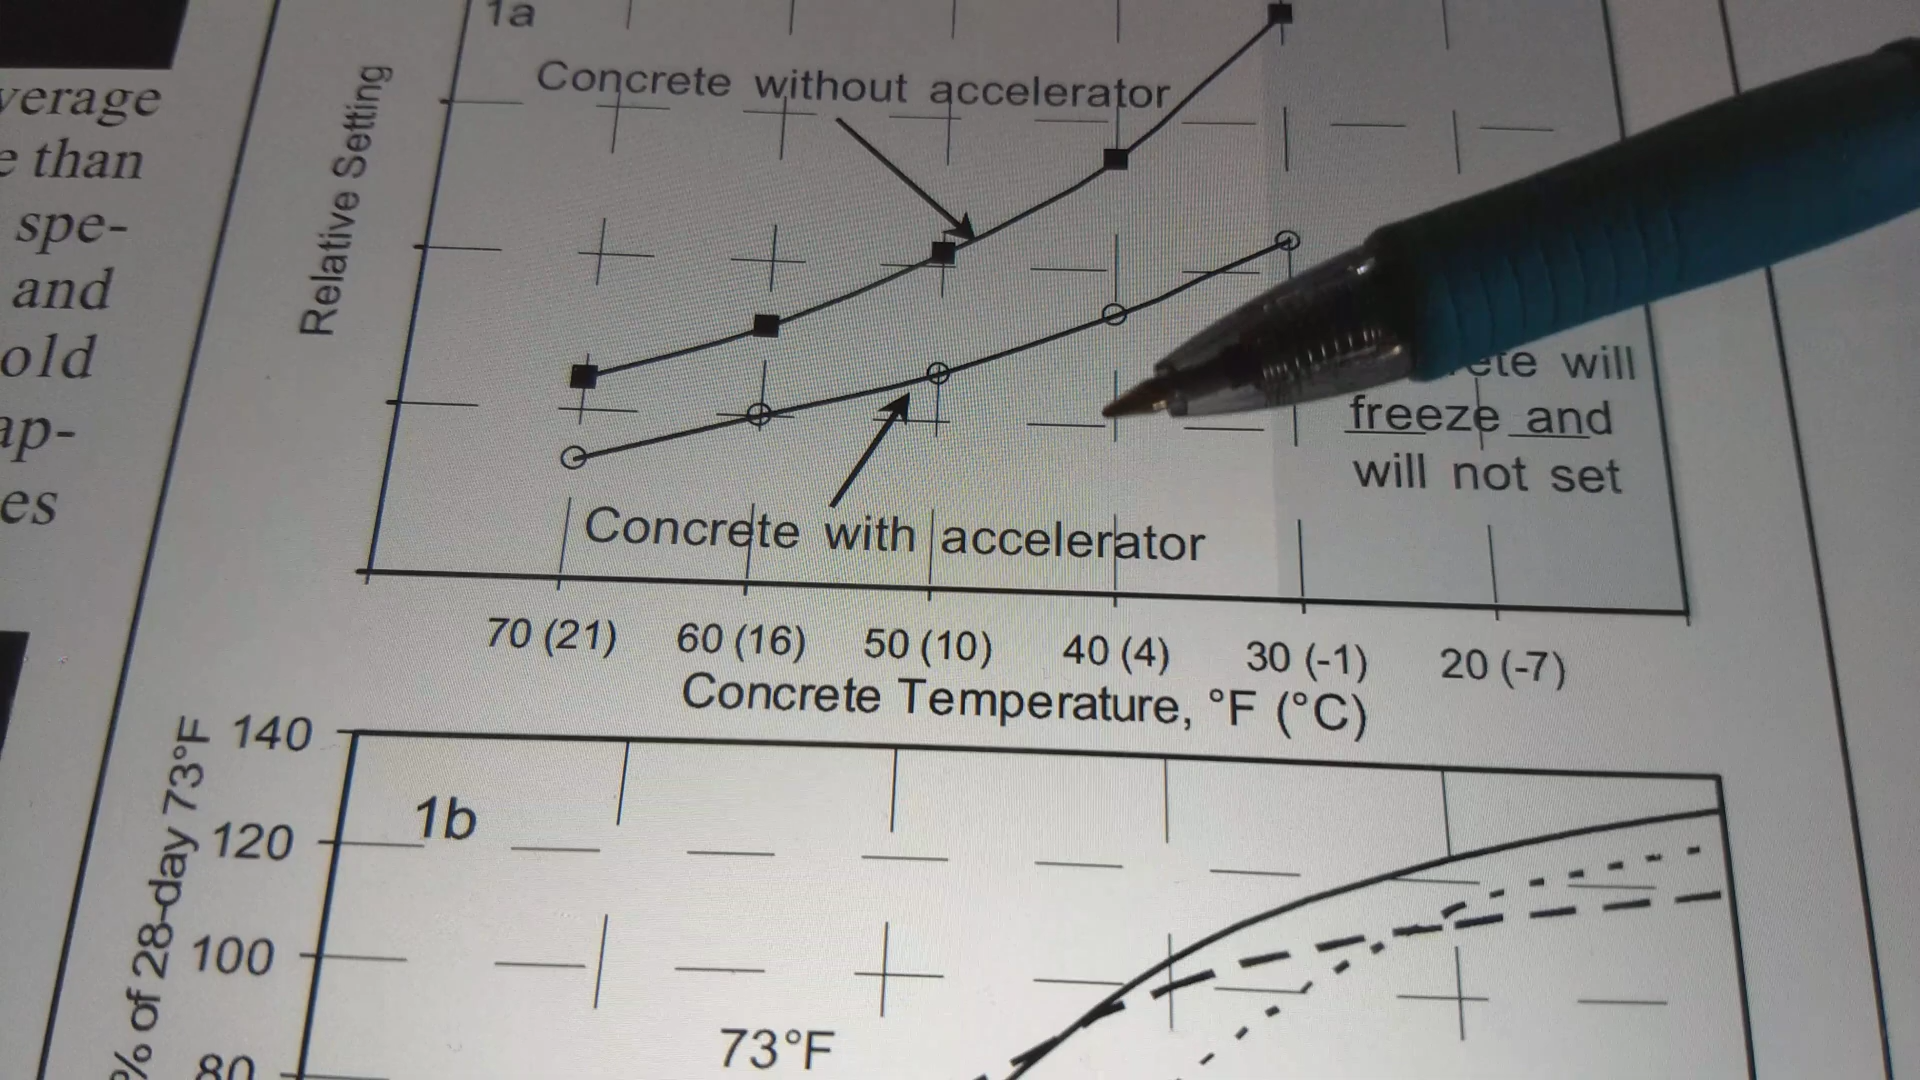 verage
e than
spe-
and
old
ap-
es
1a
Relative Setting
Concrete without accelerator
Concrete with accelerator
ete will
freeze and
will not set
70 (21) 60 (16) 50 (10) 40 (4) 30 (-1) 20 (-7)
Concrete Temperature, °F (°C)
% of 28-day 73°F
140
120
100
80
1b
73°F